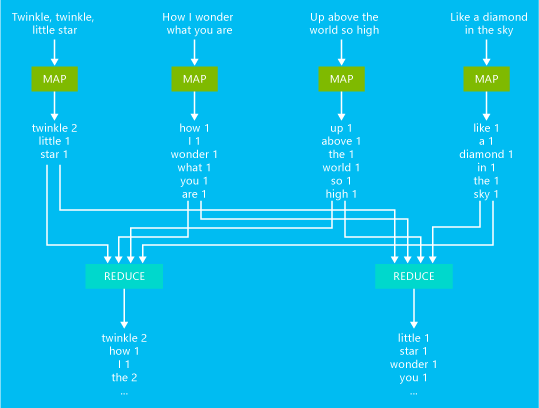 Twinkle, twinkle,
little star
How I wonder
what you are
Up above the
world so high
Like a diamond
in the sky
MAP
MAP
MAP
MAP
twinkle 2
little 1
star 1
how 1
I 1
wonder 1
what 1
you 1
are 1
up 1
above 1
the 1
world 1
so 1
high 1
like 1
a 1
diamond 1
in 1
the 1
sky 1
REDUCE
REDUCE
twinkle 2
how 1
I 1
the 2
...
little 1
star 1
wonder 1
you 1
...